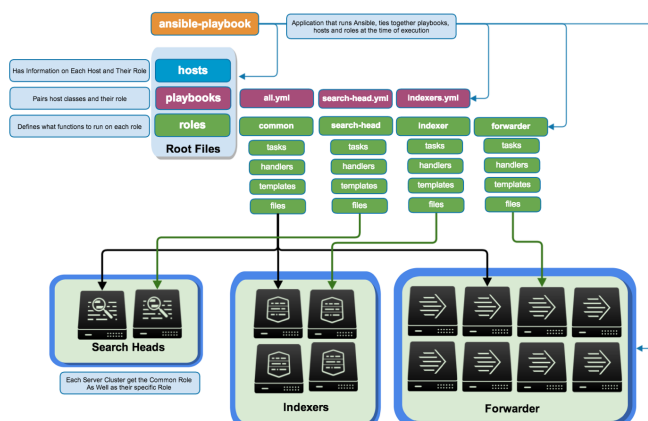 ansible-playbook
Application that runs Ansible, ties together playbooks,
hosts and roles at the time of execution
Has Information on Each Host and Their Role
hosts
Pairs host classes and their role
playbooks
all.yml
search-head.yml
indexers.yml
Defines what functions to run on each role
roles
common
search-head
indexer
forwarder
Root Files
tasks
tasks
tasks
tasks
handlers
handlers
handlers
handlers
templates
templates
templates
templates
files
files
files
files
Search Heads
Each Server Cluster get the Common Role
As Well as their specific Role
Indexers
Forwarder